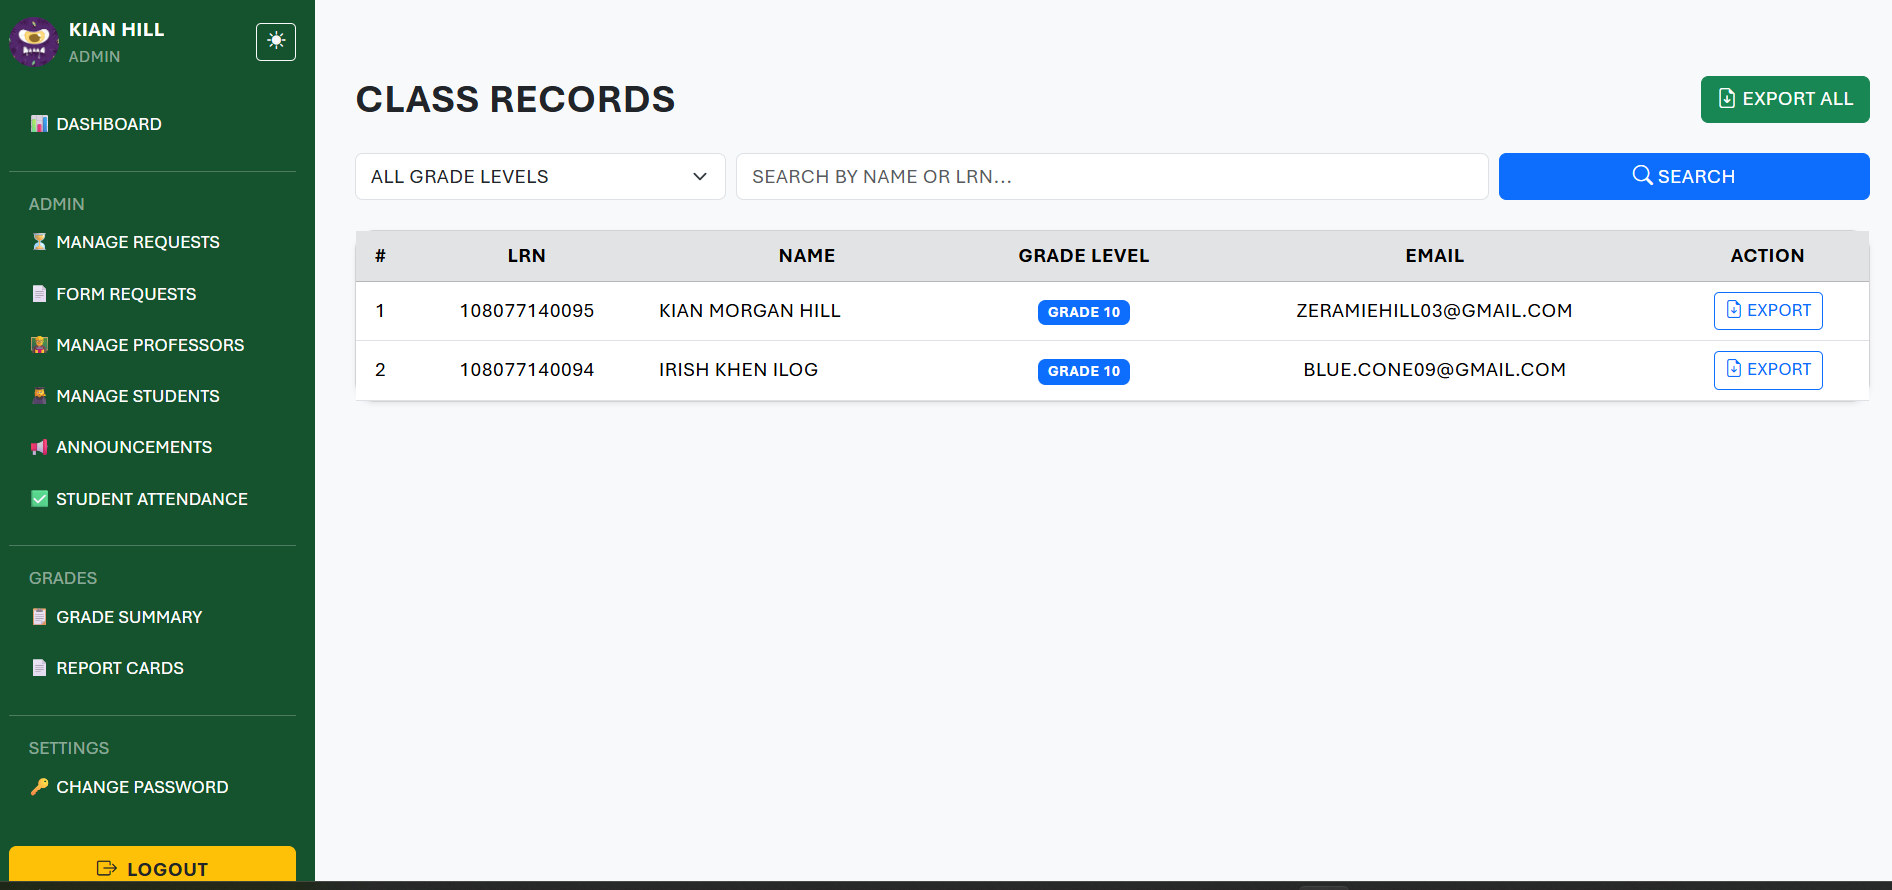 KIAN HILL
ADMIN
DASHBOARD
ADMIN
MANAGE REQUESTS
FORM REQUESTS
MANAGE PROFESSORS
MANAGE STUDENTS
ANNOUNCEMENTS
STUDENT ATTENDANCE
GRADES
GRADE SUMMARY
REPORT CARDS
SETTINGS
CHANGE PASSWORD
LOGOUT
CLASS RECORDS
EXPORT ALL
ALL GRADE LEVELS
SEARCH BY NAME OR LRN...
SEARCH
# LRN NAME GRADE LEVEL EMAIL ACTION
1 108077140095 KIAN MORGAN HILL GRADE 10 ZERAMIEHILL03@GMAIL.COM EXPORT
2 108077140094 IRISH KHEN ILOG GRADE 10 BLUE.CONE09@GMAIL.COM EXPORT